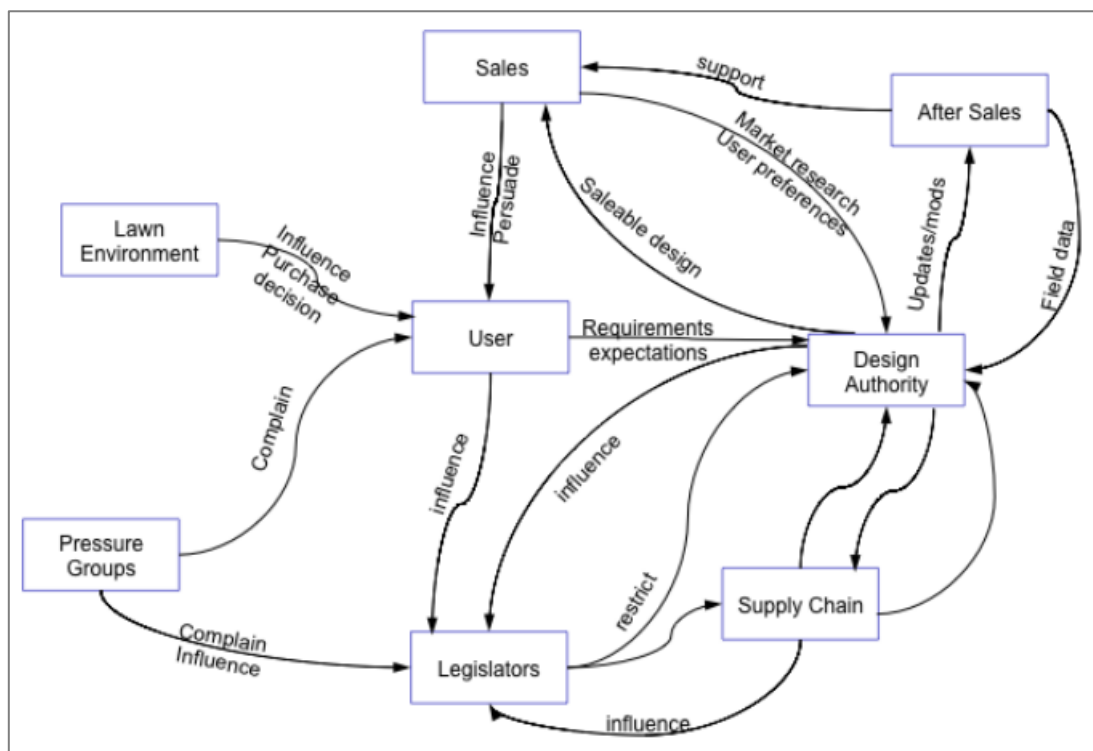 Sales
support
After Sales
Market research
User preferences
Influence
Persuade
Saleable design
Updates/mods
Field data
Lawn
Environment
Influence
Purchase
decision
User
Requirements
expectations
Design
Authority
Complain
influence
influence
Pressure
Groups
restrict
Supply Chain
Complain
Influence
Legislators
influence